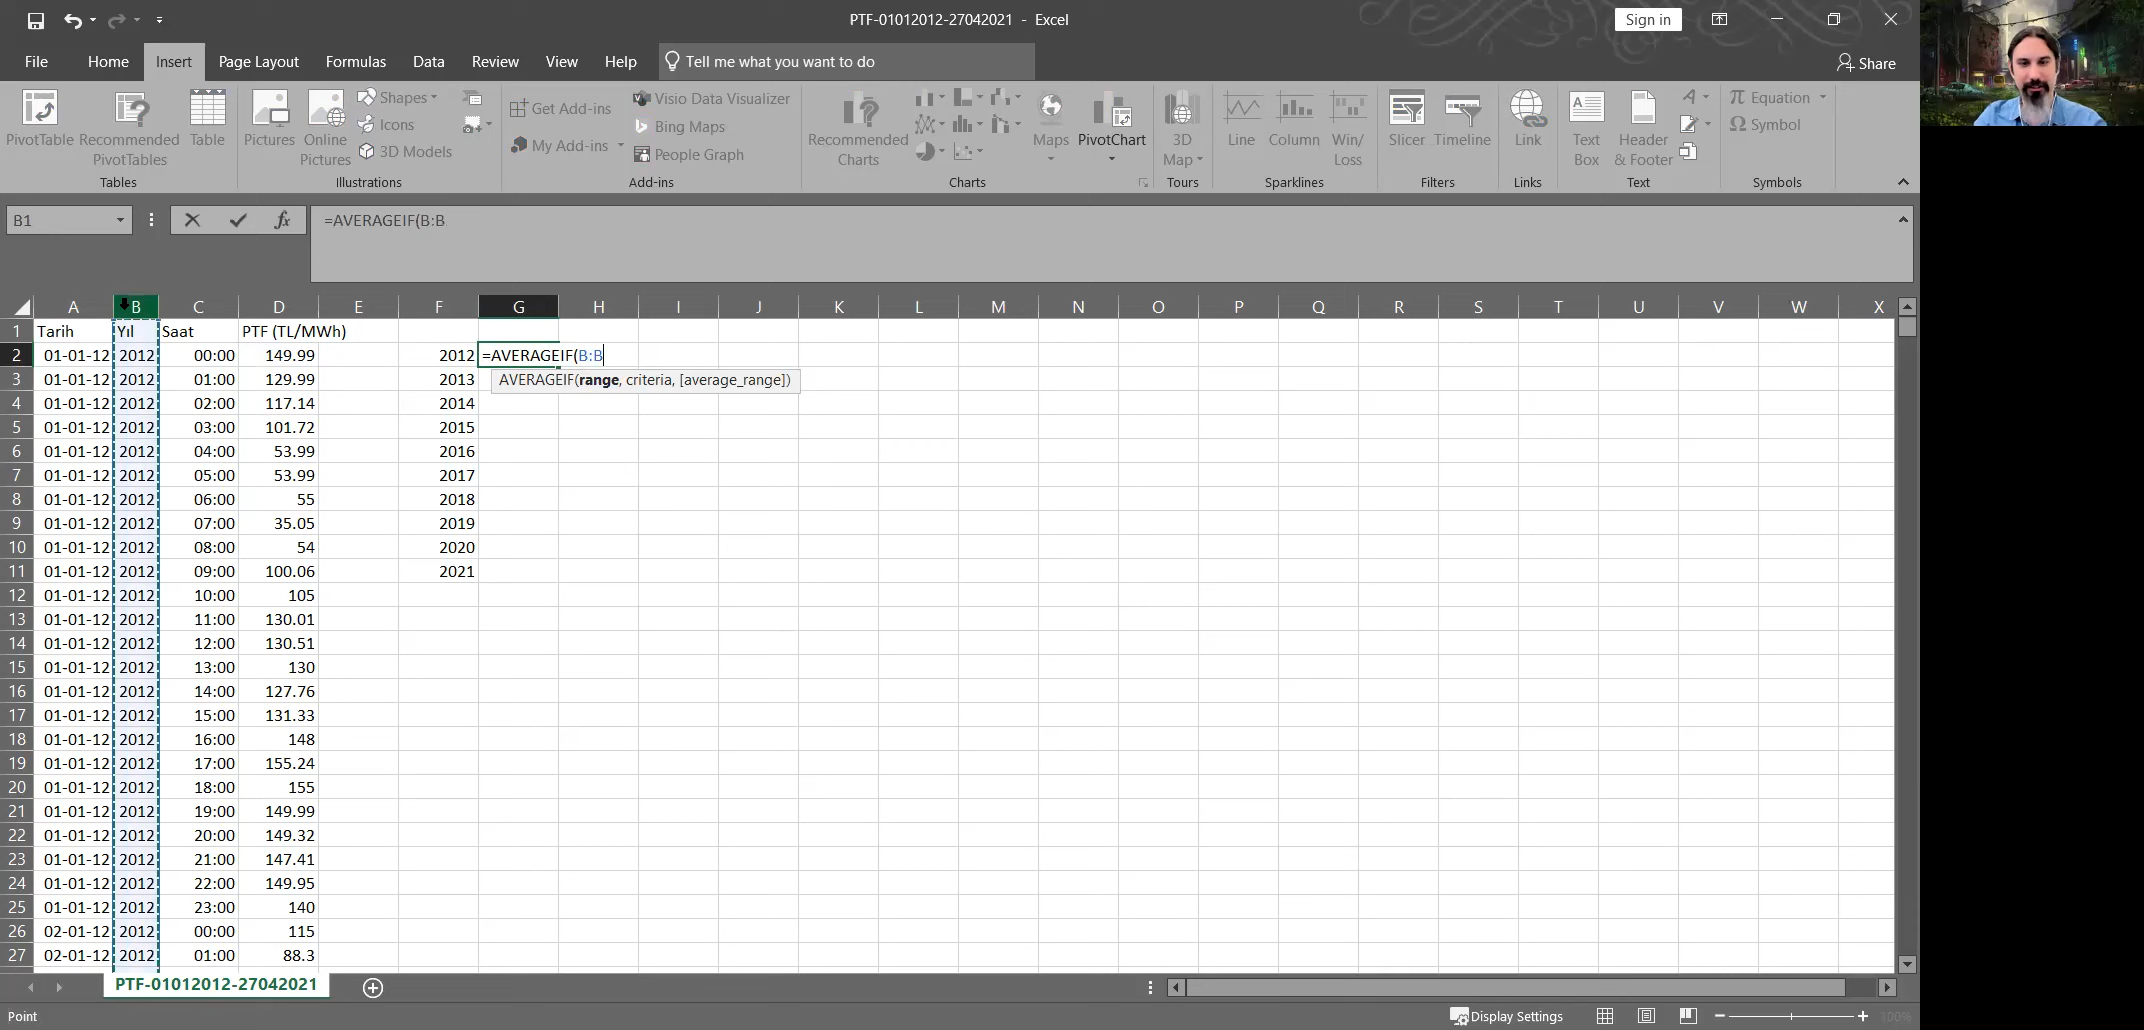 PTF-01012012-27042021 - Excel
Sign in
File Home Insert Page Layout Formulas Data Review View Help Tell me what you want to do
Share
PivotTable
Recommended PivotTables
Table
Tables
Pictures
Online Pictures
Shapes
Icons
3D Models
Illustrations
Get Add-ins
My Add-ins
Visio Data Visualizer
Bing Maps
People Graph
Add-ins
Recommended Charts
Maps
PivotChart
Charts
3D Map
Tours
Line
Column
Win/ Loss
Sparklines
Slicer
Timeline
Filters
Link
Links
Text Box
Header & Footer
Text
Equation
Symbol
Symbols
B1
fx
=AVERAGEIF(B:B
A B C D E F G H I J K L M N O P Q R S T U V W X
1 Tarih Yıl Saat PTF (TL/MWh)
2 01-01-12 2012 00:00 149.99 2012 =AVERAGEIF(B:B
3 01-01-12 2012 01:00 129.99 2013 AVERAGEIF(range, criteria, [average_range])
4 01-01-12 2012 02:00 117.14 2014
5 01-01-12 2012 03:00 101.72 2015
6 01-01-12 2012 04:00 53.99 2016
7 01-01-12 2012 05:00 53.99 2017
8 01-01-12 2012 06:00 55 2018
9 01-01-12 2012 07:00 35.05 2019
10 01-01-12 2012 08:00 54 2020
11 01-01-12 2012 09:00 100.06 2021
12 01-01-12 2012 10:00 105
13 01-01-12 2012 11:00 130.01
14 01-01-12 2012 12:00 130.51
15 01-01-12 2012 13:00 130
16 01-01-12 2012 14:00 127.76
17 01-01-12 2012 15:00 131.33
18 01-01-12 2012 16:00 148
19 01-01-12 2012 17:00 155.24
20 01-01-12 2012 18:00 155
21 01-01-12 2012 19:00 149.99
22 01-01-12 2012 20:00 149.32
23 01-01-12 2012 21:00 147.41
24 01-01-12 2012 22:00 149.95
25 01-01-12 2012 23:00 140
26 02-01-12 2012 00:00 115
27 02-01-12 2012 01:00 88.3
PTF-01012012-27042021
Point
Display Settings
100%